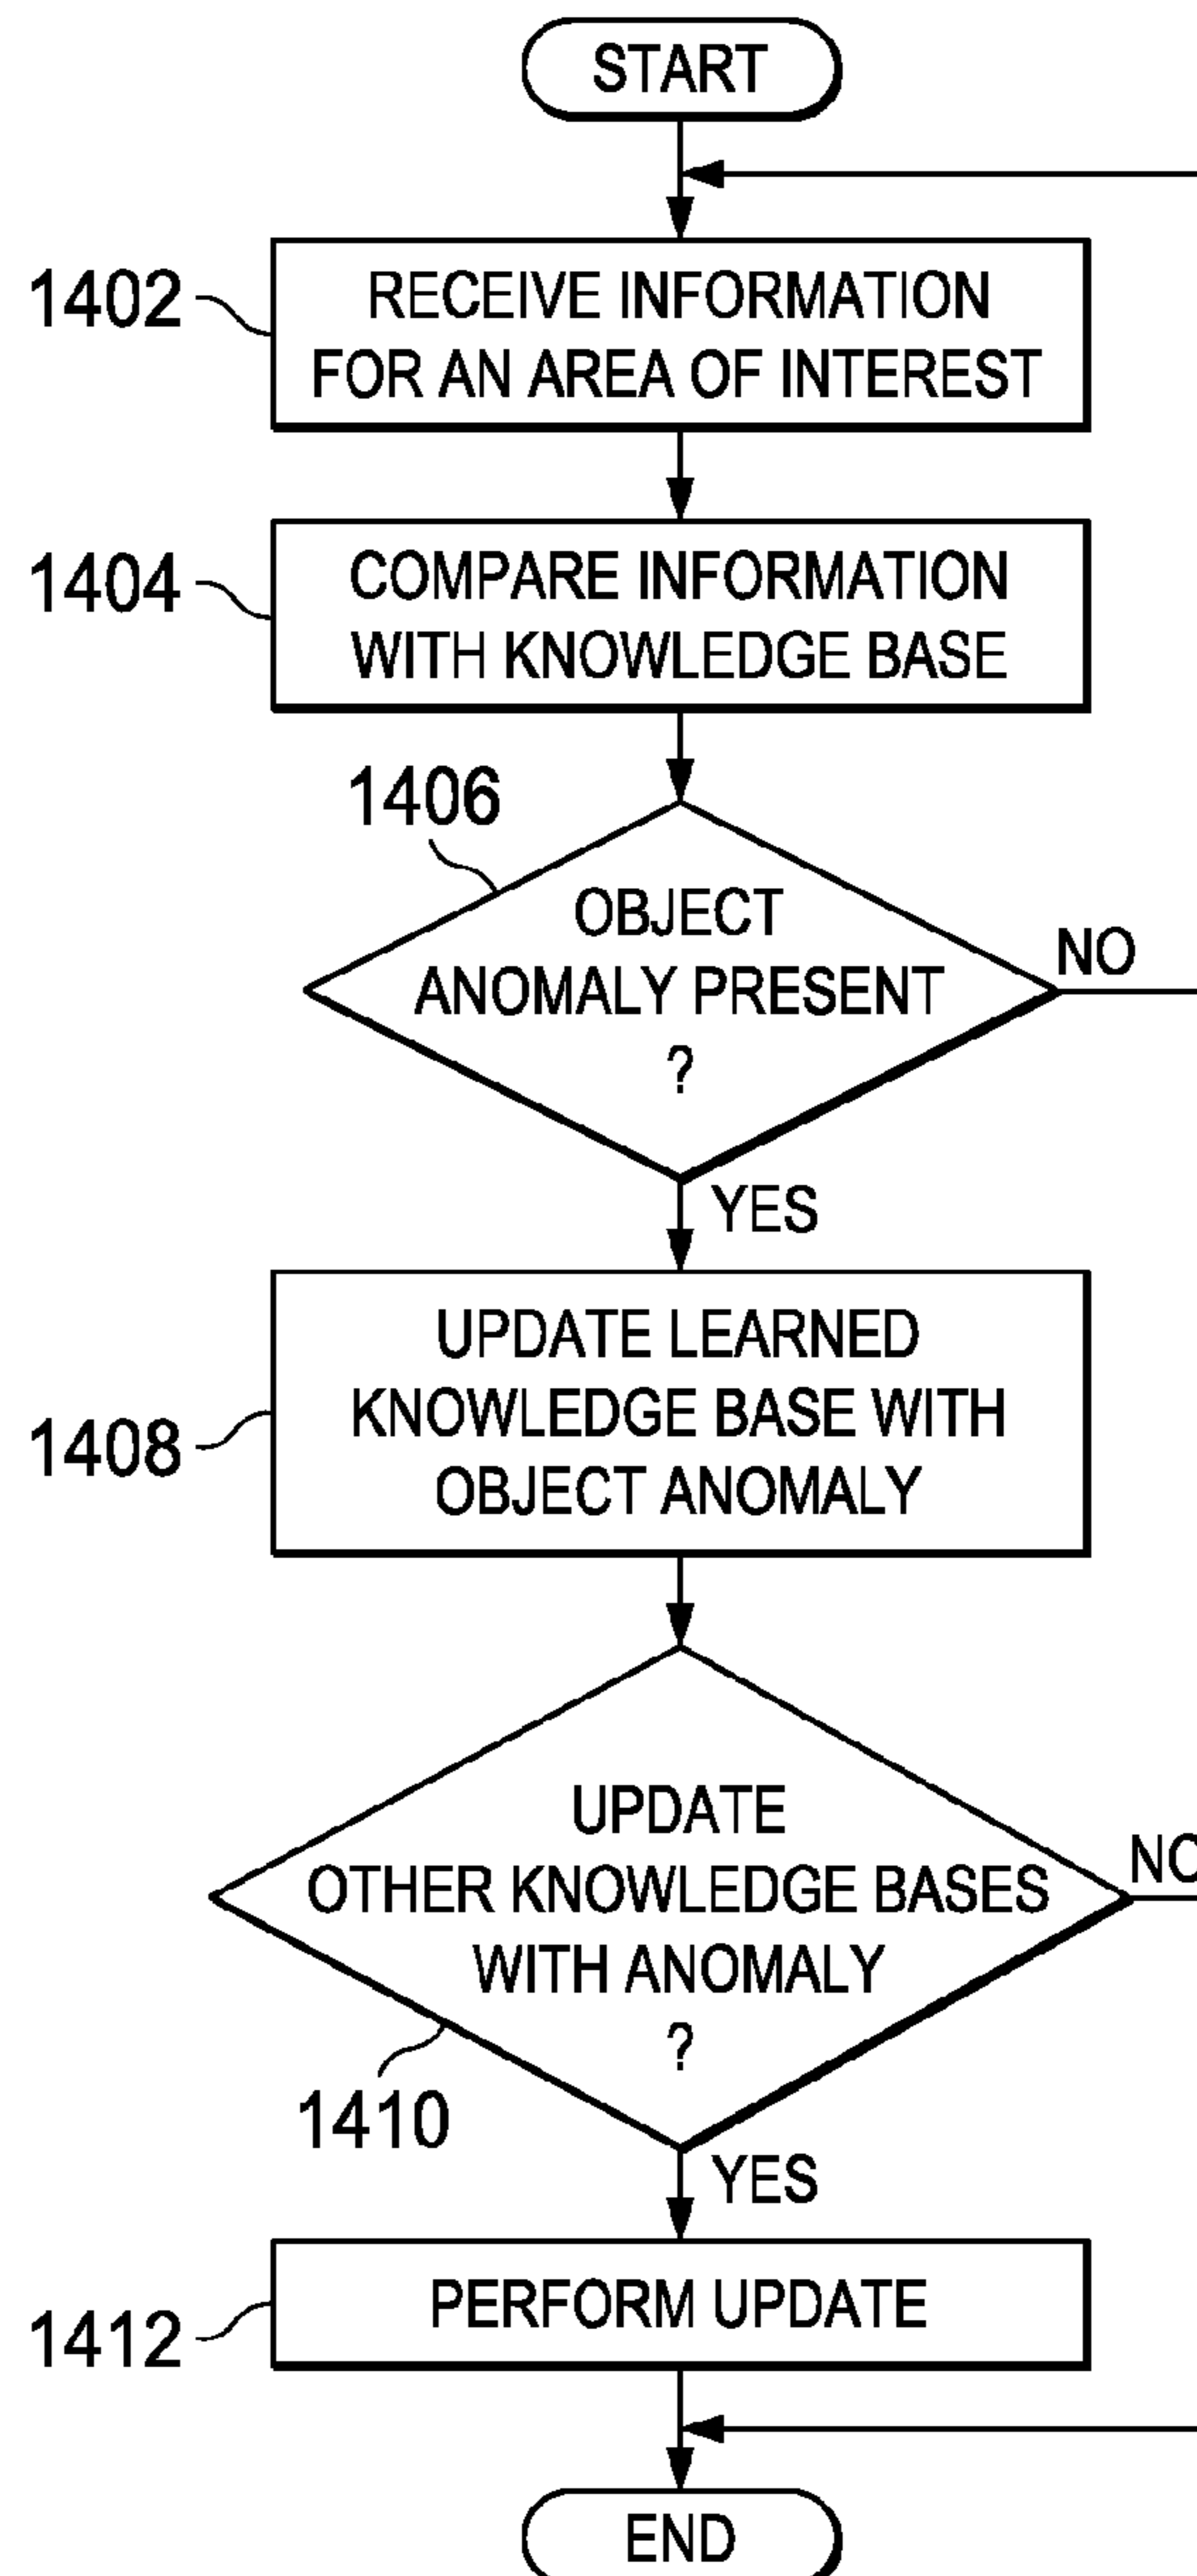 START
1402
RECEIVE INFORMATION
FOR AN AREA OF INTEREST
1404
COMPARE INFORMATION
WITH KNOWLEDGE BASE
1406
OBJECT
ANOMALY PRESENT
?
NO
YES
1408
UPDATE LEARNED
KNOWLEDGE BASE WITH
OBJECT ANOMALY
UPDATE
OTHER KNOWLEDGE BASES
WITH ANOMALY
?
NO
1410
YES
1412
PERFORM UPDATE
END